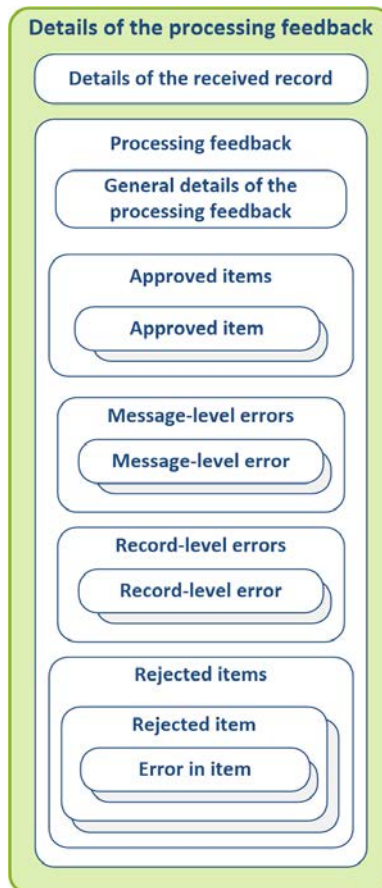 Details of the processing feedback
Details of the received record
Processing feedback
General details of the
processing feedback
Approved items
Approved item
Message-level errors
Message-level error
Record-level errors
Record-level error
Rejected items
Rejected item
Error in item